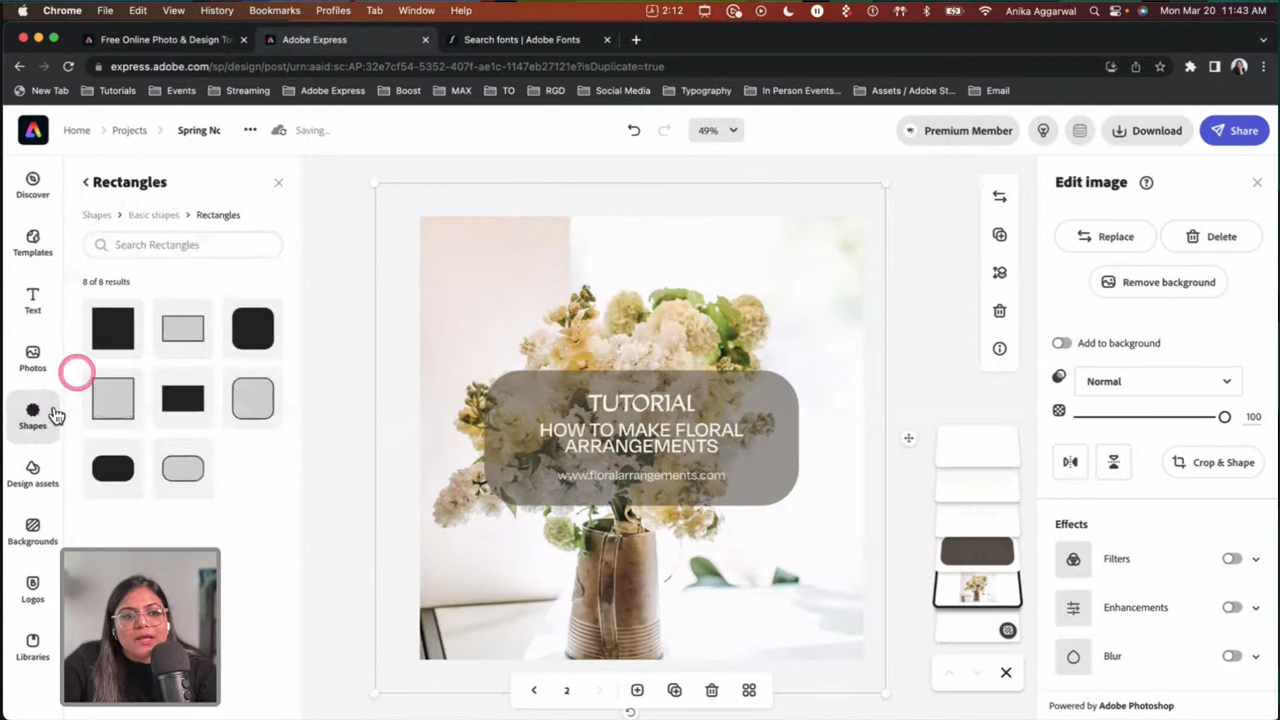 Chrome File Edit View History Bookmarks Profiles Tab Window Help 2:12 Anika Aggarwal Mon Mar 20 11:43 AM
Free Online Photo & Design To Adobe Express Search fonts | Adobe Fonts
express.adobe.com/sp/design/post/urn:aaid:sc:AP:32e7cf54-5352-407f-ae1c-1147eb27121e?isDuplicate=true
New Tab Tutorials Events Streaming Adobe Express Boost MAX TO RGD Social Media Typography In Person Events... Assets / Adobe St... Email
Home Projects Spring Nc ••• Saving... 49% Premium Member Download Share
Discover
Templates
Text
Photos
Shapes
Design assets
Backgrounds
Logos
Libraries
Rectangles
Shapes Basic shapes Rectangles
Search Rectangles
8 of 8 results
TUTORIAL
HOW TO MAKE FLORAL
ARRANGEMENTS
www.floralarrangements.com
2
Edit image
Replace Delete
Remove background
Add to background
Normal
100
Crop & Shape
Effects
Filters
Enhancements
Blur
Powered by Adobe Photoshop